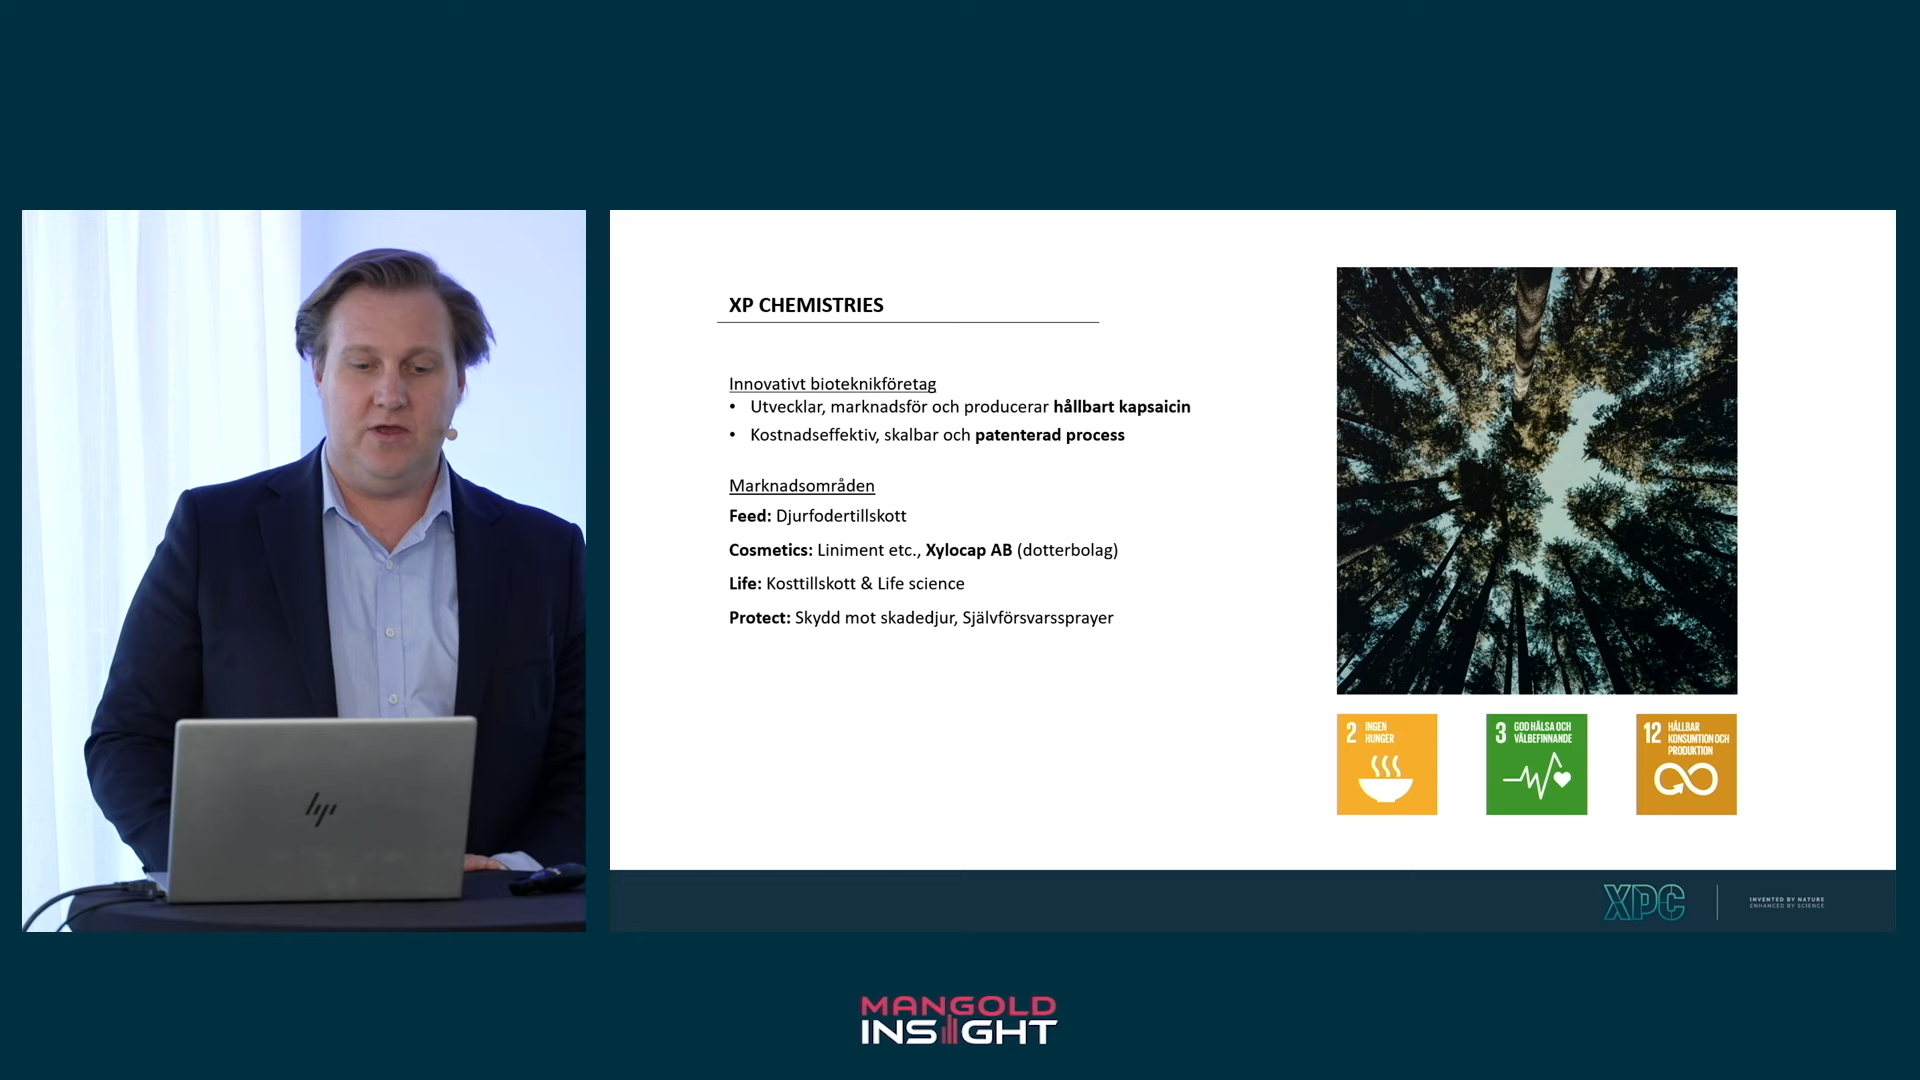 XP CHEMISTRIES
Innovativt bioteknikföretag
• Utvecklar, marknadsför och producerar hållbart kapsaicin
• Kostnadseffektiv, skalbar och patenterad process
Marknadsområden
Feed: Djurfodertillskott
Cosmetics: Liniment etc., Xylocap AB (dotterbolag)
Life: Kosttillskott & Life science
Protect: Skydd mot skadedjur, Självförsvarssprayer
2 INGEN
HUNGER
3 GOD HÄLSA OCH
VÄLBEFINNANDE
12 HÅLLBAR
KONSUMTION OCH
PRODUKTION
hp
XPC
INVENTED BY NATURE
ENHANCED BY SCIENCE
MANGOLD
INSIGHT